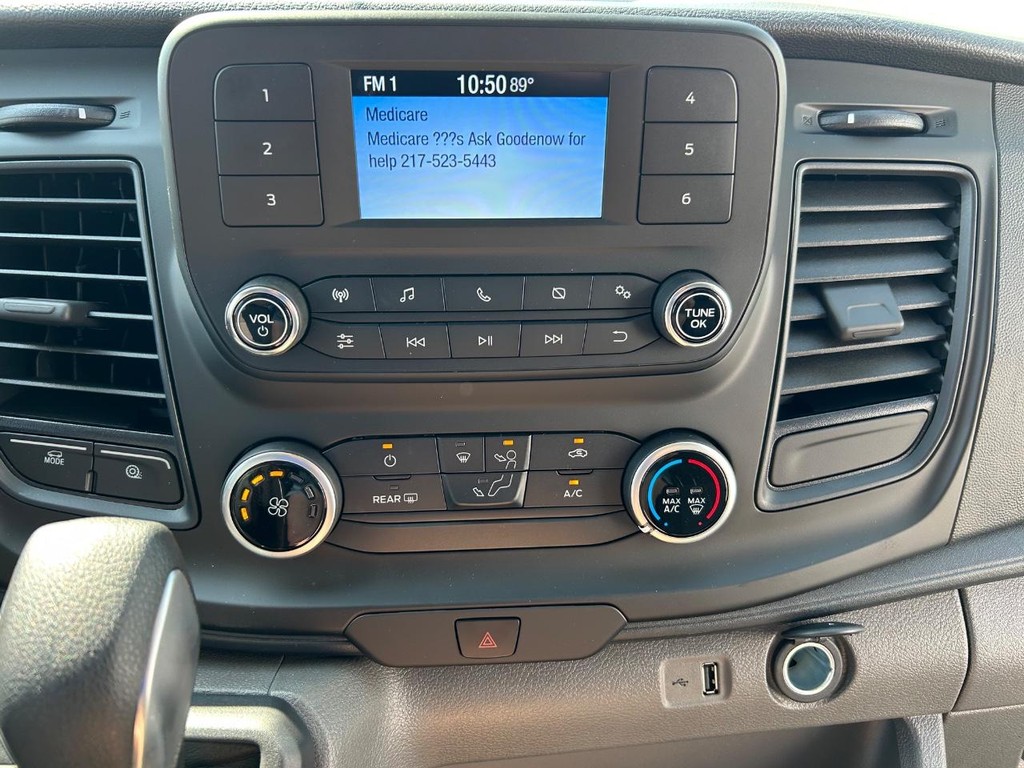 FM 1 10:50 89°
Medicare
Medicare ???s Ask Goodenow for
help 217-523-5443
1
2
3
4
5
6
VOL
TUNE
OK
MODE
REAR
A/C
MAX
A/C
MAX